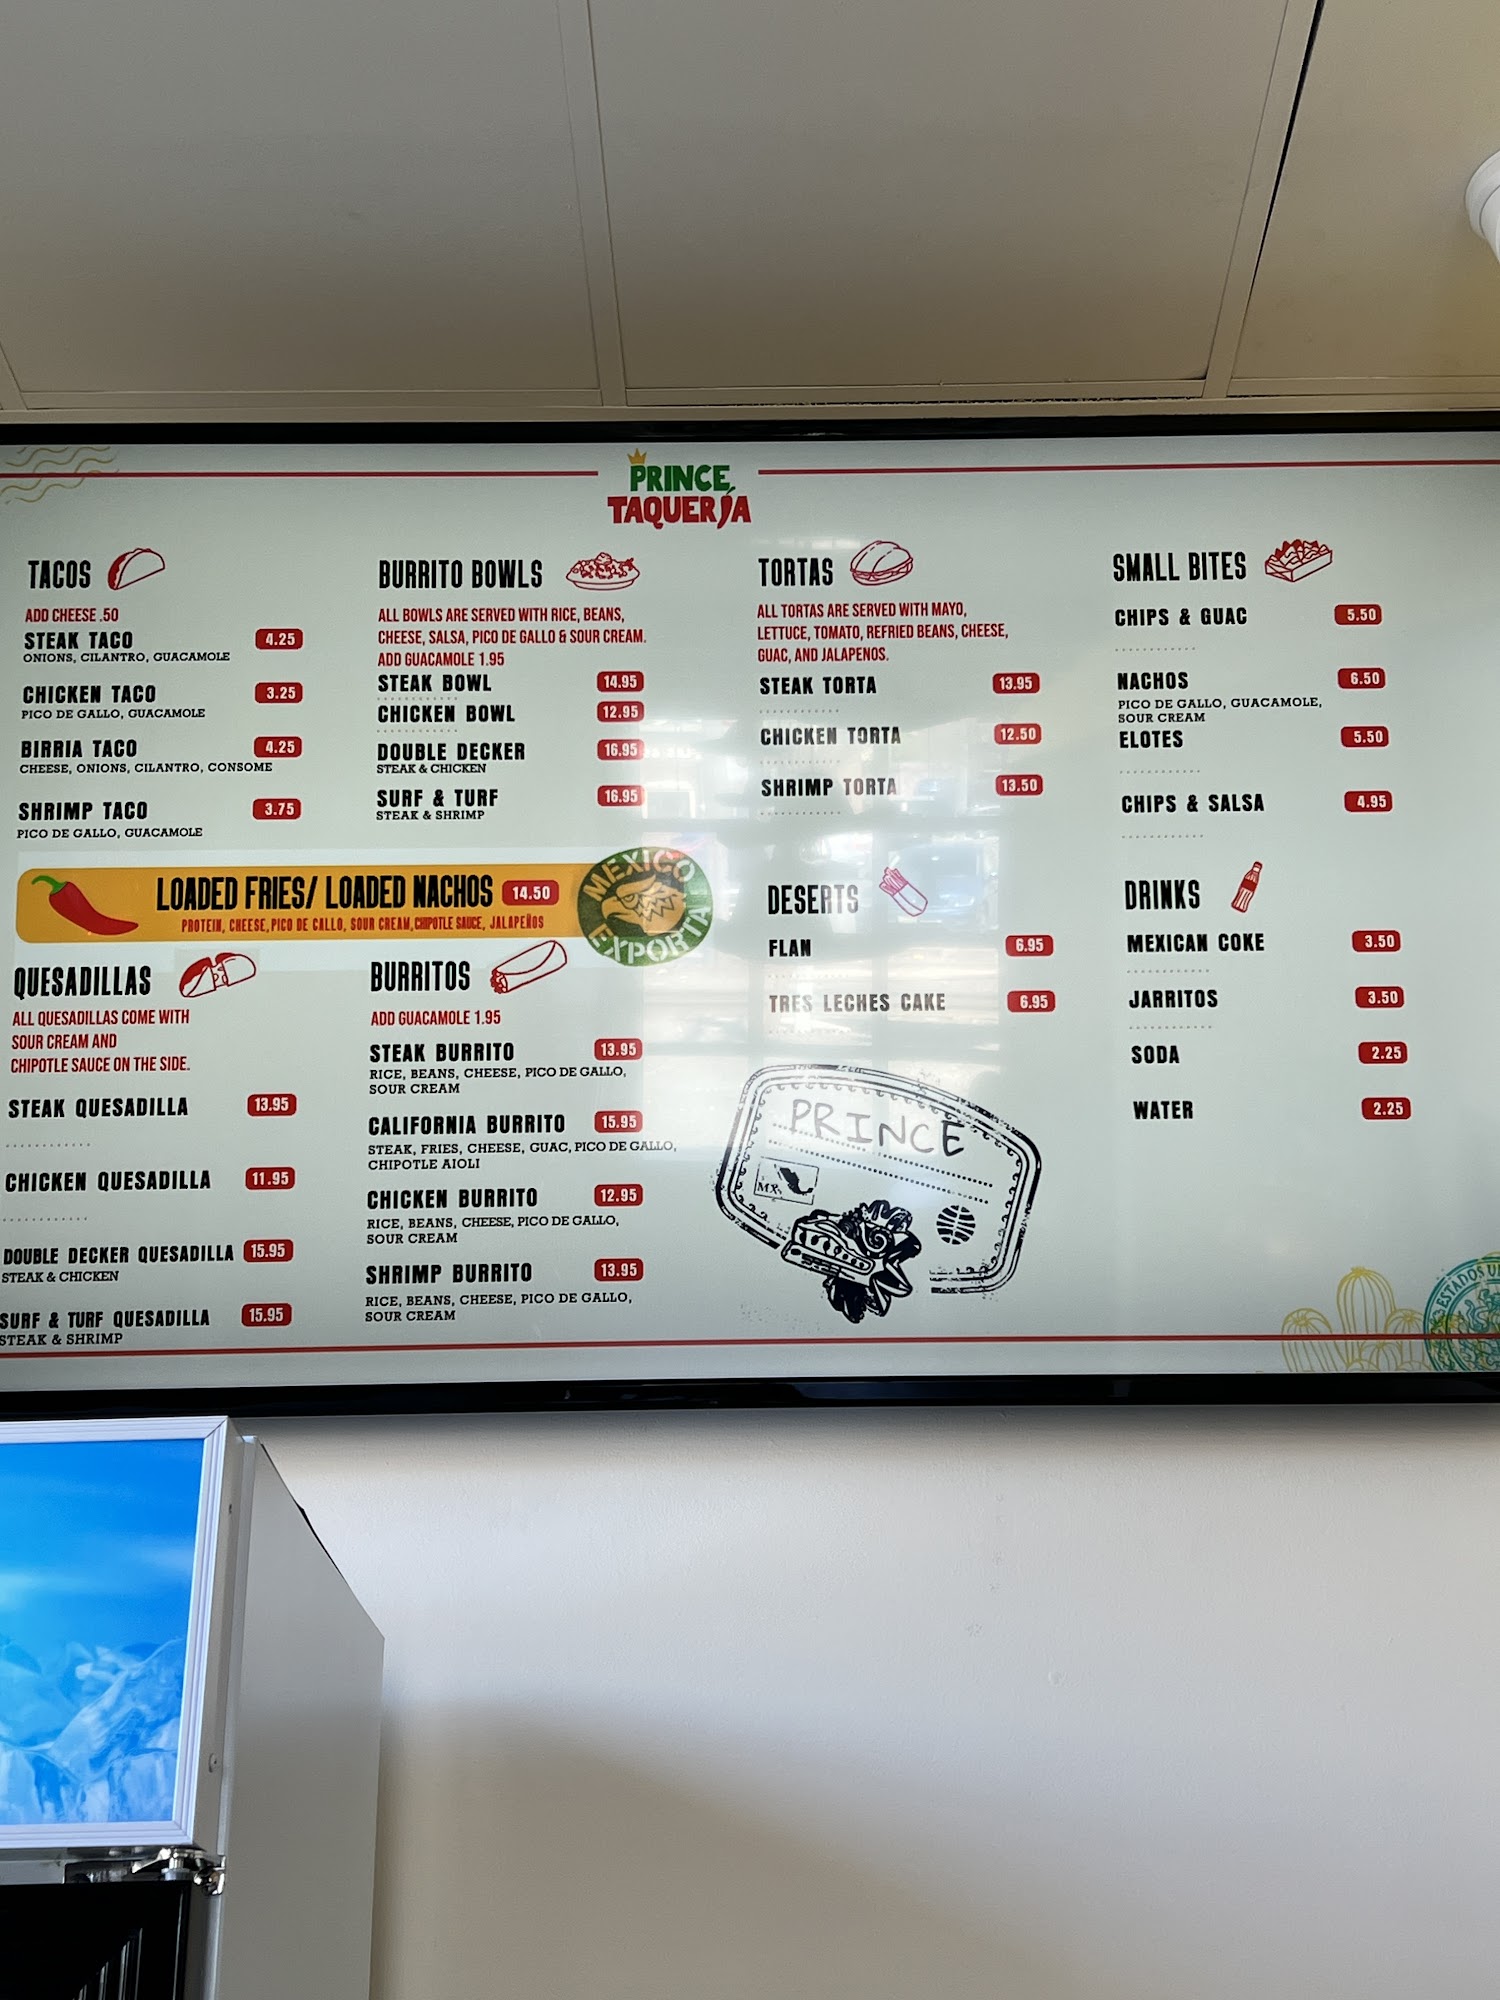 PRINCE
TAQUERÍA
TACOS
ADD CHEESE .50
STEAK TACO 4.25
ONIONS, CILANTRO, GUACAMOLE
CHICKEN TACO 3.25
PICO DE GALLO, GUACAMOLE
BIRRIA TACO 4.25
CHEESE, ONIONS, CILANTRO, CONSOME
SHRIMP TACO 3.75
PICO DE GALLO, GUACAMOLE
BURRITO BOWLS
ALL BOWLS ARE SERVED WITH RICE, BEANS,
CHEESE, SALSA, PICO DE GALLO & SOUR CREAM.
ADD GUACAMOLE 1.95
STEAK BOWL 14.95
CHICKEN BOWL 12.95
DOUBLE DECKER 16.95
STEAK & CHICKEN
SURF & TURF 16.95
STEAK & SHRIMP
LOADED FRIES/ LOADED NACHOS 14.50
PROTEIN, CHEESE, PICO DE GALLO, SOUR CREAM, CHIPOTLE SAUCE, JALAPEÑOS
MEXICO
EXPORTA
QUESADILLAS
ALL QUESADILLAS COME WITH
SOUR CREAM AND
CHIPOTLE SAUCE ON THE SIDE.
STEAK QUESADILLA 13.95
CHICKEN QUESADILLA 11.95
DOUBLE DECKER QUESADILLA 15.95
STEAK & CHICKEN
SURF & TURF QUESADILLA 15.95
STEAK & SHRIMP
BURRITOS
ADD GUACAMOLE 1.95
STEAK BURRITO 13.95
RICE, BEANS, CHEESE, PICO DE GALLO,
SOUR CREAM
CALIFORNIA BURRITO 15.95
STEAK, FRIES, CHEESE, GUAC, PICO DE GALLO,
CHIPOTLE AIOLI
CHICKEN BURRITO 12.95
RICE, BEANS, CHEESE, PICO DE GALLO,
SOUR CREAM
SHRIMP BURRITO 13.95
RICE, BEANS, CHEESE, PICO DE GALLO,
SOUR CREAM
TORTAS
ALL TORTAS ARE SERVED WITH MAYO,
LETTUCE, TOMATO, REFRIED BEANS, CHEESE,
GUAC, AND JALAPENOS.
STEAK TORTA 13.95
CHICKEN TORTA 12.50
SHRIMP TORTA 13.50
DESERTS
FLAN 6.95
TRES LECHES CAKE 6.95
PRINCE
MX
SMALL BITES
CHIPS & GUAC 5.50
NACHOS 6.50
PICO DE GALLO, GUACAMOLE,
SOUR CREAM
ELOTES 5.50
CHIPS & SALSA 4.95
DRINKS
MEXICAN COKE 3.50
JARRITOS 3.50
SODA 2.25
WATER 2.25
ESTADOS